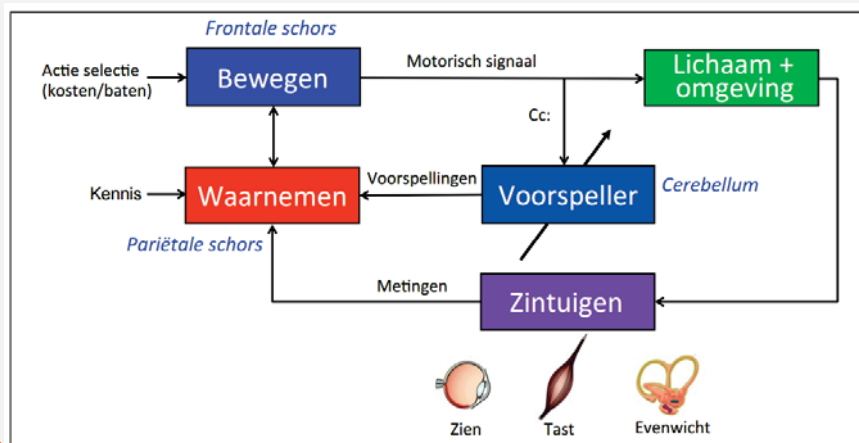 Frontale schors
Actie selectie
(kosten/baten)
Bewegen
Motorisch signaal
Lichaam +
omgeving
Cc:
Kennis
Waarnemen
Voorspellingen
Voorspeller
Cerebellum
Pariëtale schors
Metingen
Zintuigen
Zien
Tast
Evenwicht